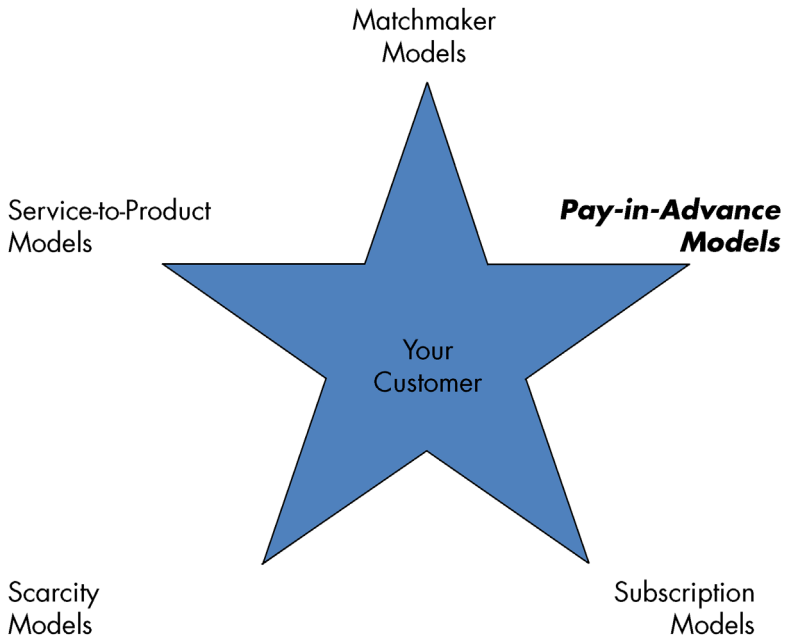 Matchmaker
Models
Service-to-Product
Models
Pay-in-Advance
Models
Your
Customer
Scarcity
Models
Subscription
Models